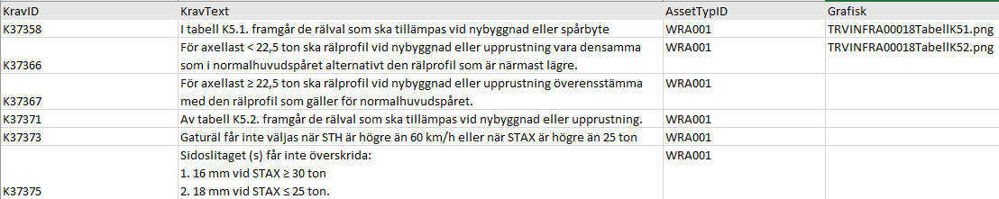 KravID KravText AssetTypID Grafisk
K37358 I tabell K5.1. framgår de rälval som ska tillämpas vid nybyggnad eller spårbyte WRA001 TRVINFRA00018TabellK51.png
För axellast < 22,5 ton ska rälprofil vid nybyggnad eller upprustning vara densamma WRA001 TRVINFRA00018TabellK52.png
K37366 som i normalhuvudspåret alternativt den rälprofil som är närmast lägre.
För axellast ≥ 22,5 ton ska rälprofil vid nybyggnad eller upprustning överensstämma WRA001
K37367 med den rälprofil som gäller för normalhuvudspåret.
K37371 Av tabell K5.2. framgår de rälval som ska tillämpas vid nybyggnad eller upprustning. WRA001
K37373 Gaturäl får inte väljas när STH är högre än 60 km/h eller när STAX är högre än 25 ton WRA001
Sidoslitaget (s) får inte överskrida: WRA001
1. 16 mm vid STAX ≥ 30 ton
K37375 2. 18 mm vid STAX ≤ 25 ton.